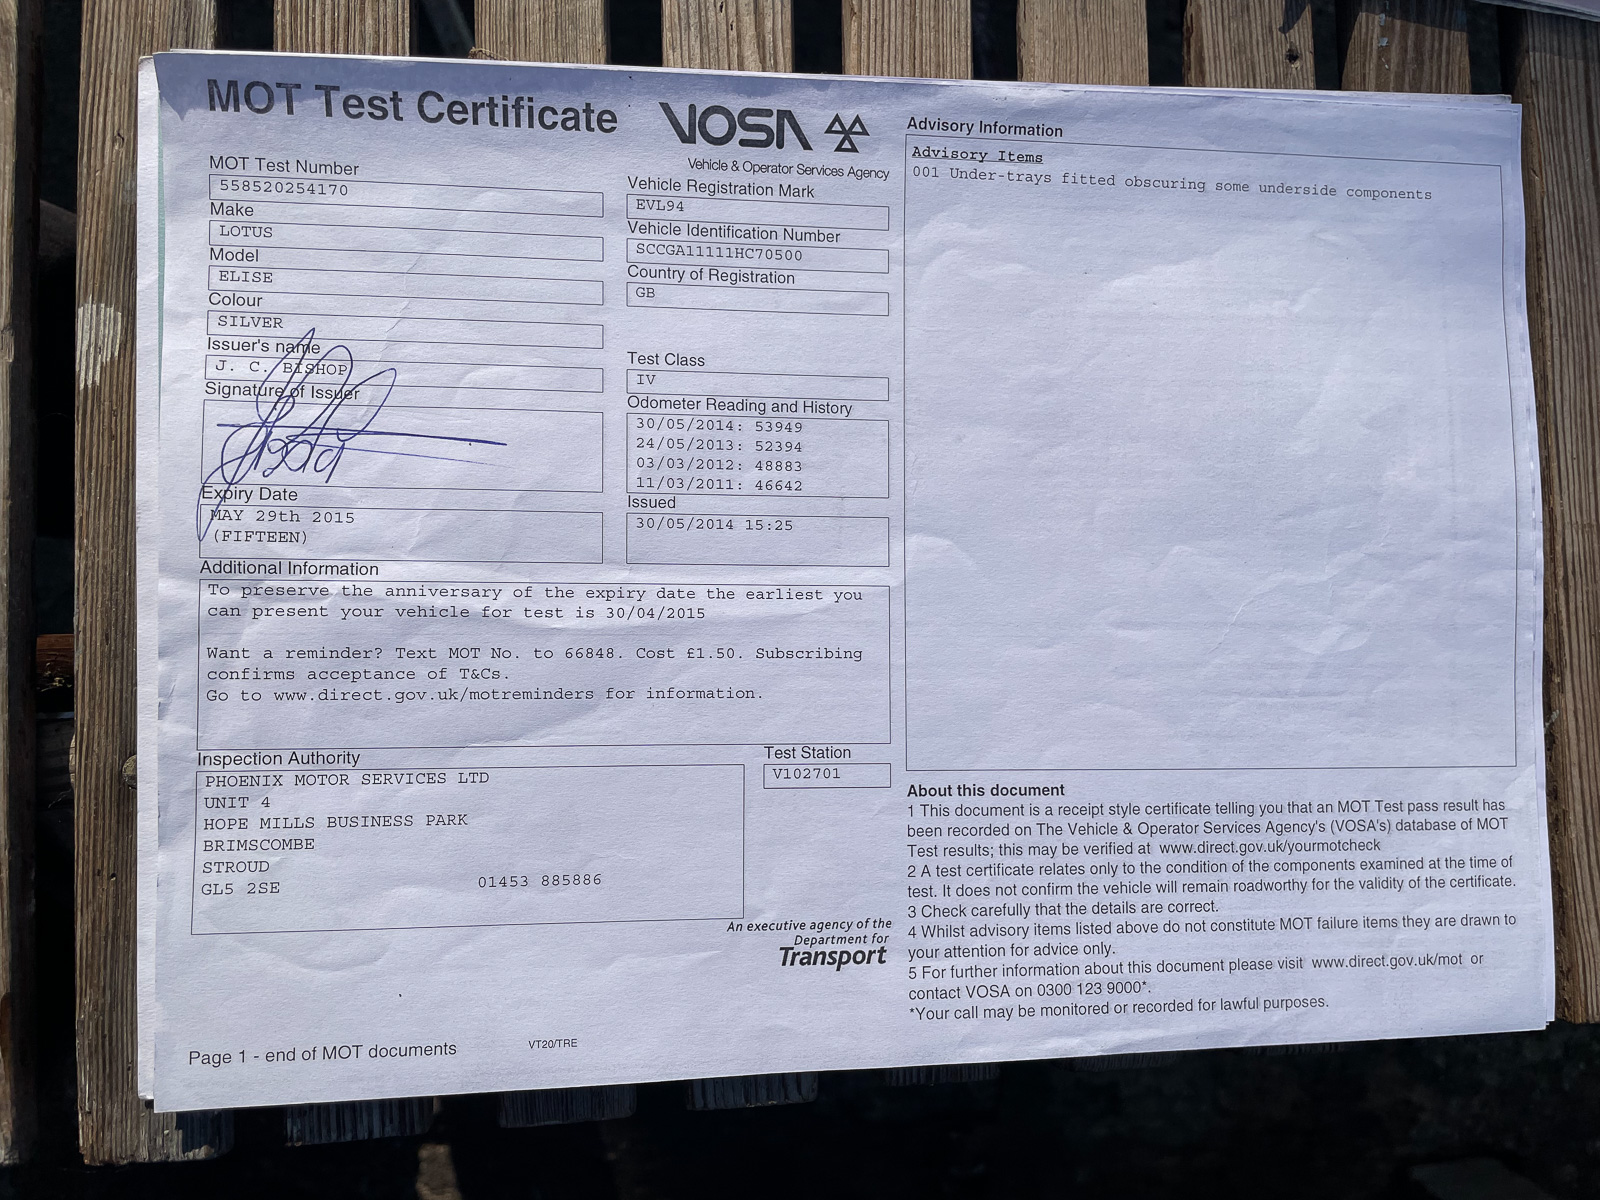 MOT Test Certificate
VOSA
Vehicle & Operator Services Agency
MOT Test Number
558520254170
Make
LOTUS
Model
ELISE
Colour
SILVER
Issuer's name
J. C. BISHOP
Signature of Issuer
Expiry Date
MAY 29th 2015
(FIFTEEN)
Vehicle Registration Mark
EVL94
Vehicle Identification Number
SCCGA11111HC70500
Country of Registration
GB
Test Class
IV
Odometer Reading and History
30/05/2014: 53949
24/05/2013: 52394
03/03/2012: 48883
11/03/2011: 46642
Issued
30/05/2014 15:25
Additional Information
To preserve the anniversary of the expiry date the earliest you
can present your vehicle for test is 30/04/2015
Want a reminder? Text MOT No. to 66848. Cost £1.50. Subscribing
confirms acceptance of T&Cs.
Go to www.direct.gov.uk/motreminders for information.
Inspection Authority
PHOENIX MOTOR SERVICES LTD
UNIT 4
HOPE MILLS BUSINESS PARK
BRIMSCOMBE
STROUD
GL5 2SE 01453 885886
Test Station
V102701
An executive agency of the
Department for
Transport
Page 1 - end of MOT documents
VT20/TRE
Advisory Information
Advisory Items
001 Under-trays fitted obscuring some underside components
About this document
1 This document is a receipt style certificate telling you that an MOT Test pass result has
been recorded on The Vehicle & Operator Services Agency's (VOSA's) database of MOT
Test results; this may be verified at www.direct.gov.uk/yourmotcheck
2 A test certificate relates only to the condition of the components examined at the time of
test. It does not confirm the vehicle will remain roadworthy for the validity of the certificate.
3 Check carefully that the details are correct.
4 Whilst advisory items listed above do not constitute MOT failure items they are drawn to
your attention for advice only.
5 For further information about this document please visit www.direct.gov.uk/mot or
contact VOSA on 0300 123 9000*.
*Your call may be monitored or recorded for lawful purposes.